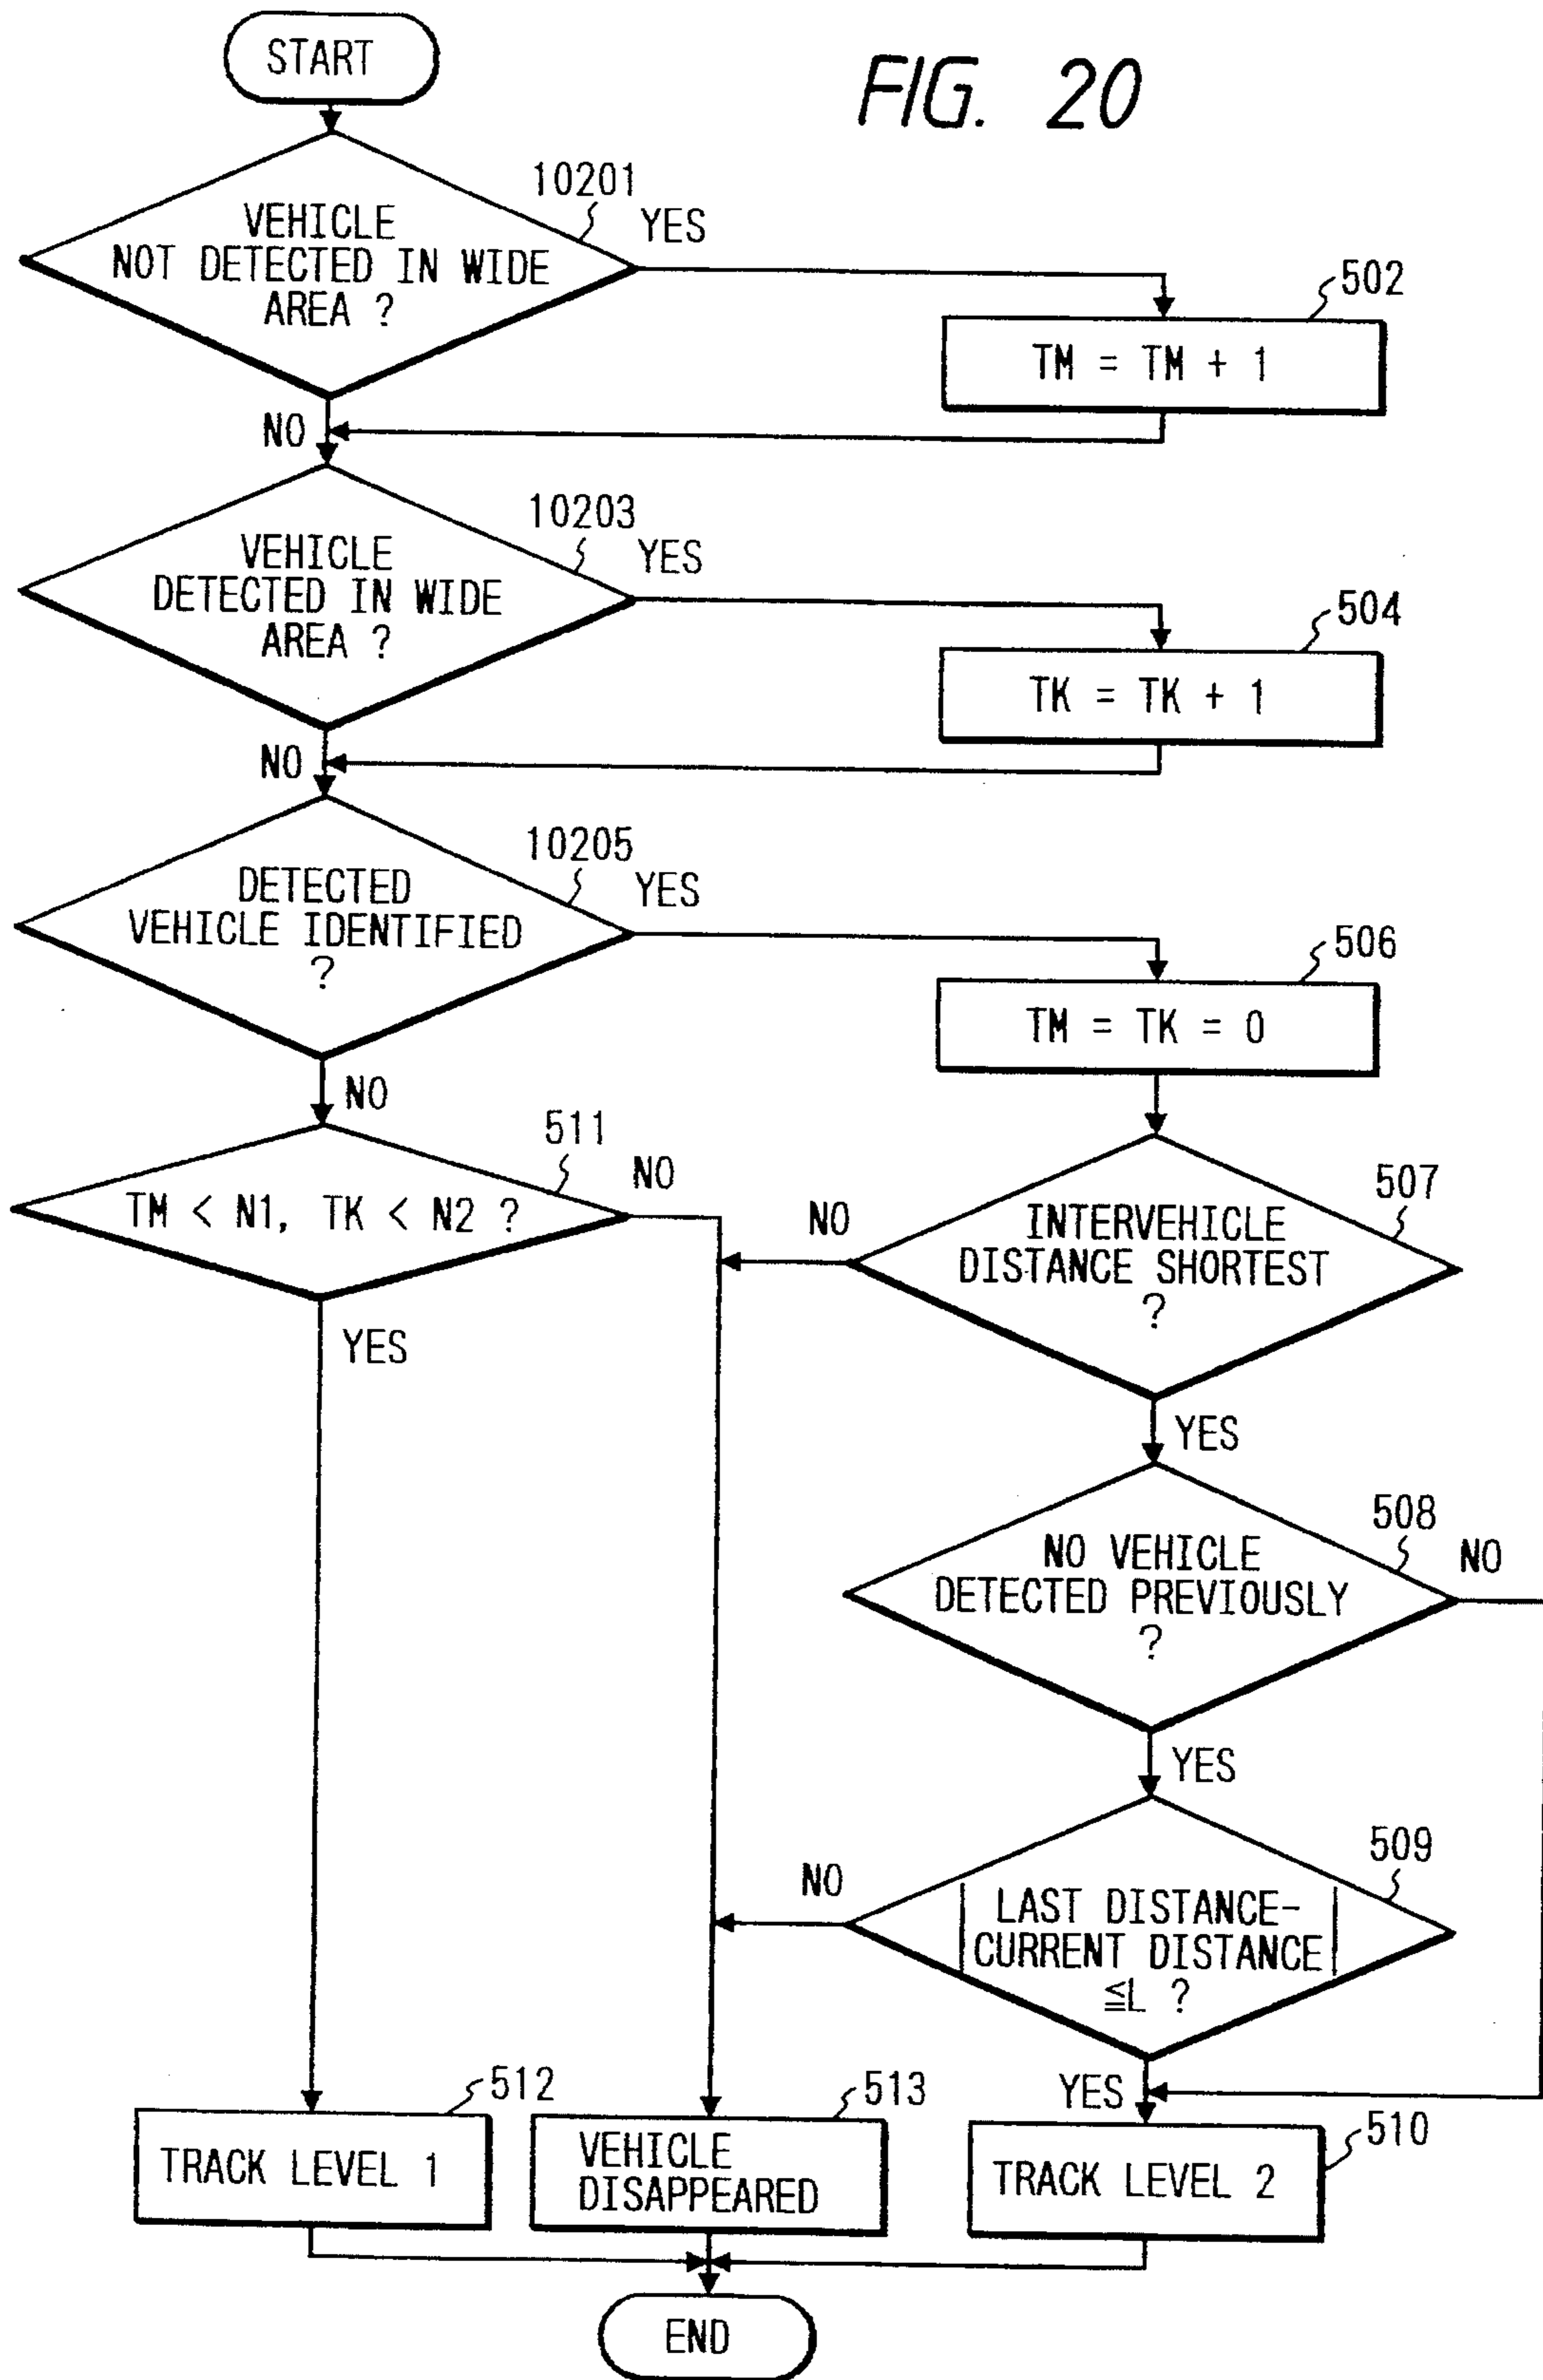 START
FIG. 20
10201
YES
VEHICLE
NOT DETECTED IN WIDE
AREA ?
502
TM = TM + 1
NO
10203
YES
VEHICLE
DETECTED IN WIDE
AREA ?
504
TK = TK + 1
NO
10205
YES
DETECTED
VEHICLE IDENTIFIED
?
506
TM = TK = 0
NO
511
NO
TM < N1, TK < N2 ?
YES
507
NO
INTERVEHICLE
DISTANCE SHORTEST
?
YES
508
NO
NO VEHICLE
DETECTED PREVIOUSLY
?
YES
509
NO
|LAST DISTANCE-
CURRENT DISTANCE|
≦L ?
YES
512
TRACK LEVEL 1
513
VEHICLE
DISAPPEARED
510
TRACK LEVEL 2
END